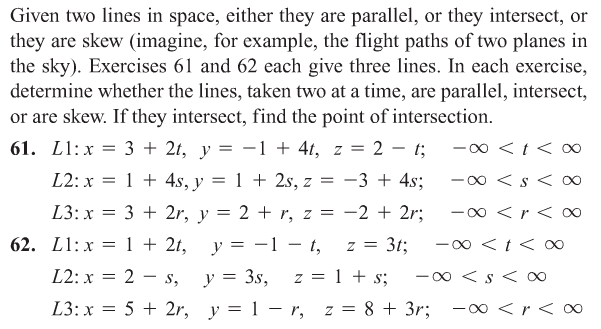 Given two lines in space, either they are parallel, or they intersect, or
they are skew (imagine, for example, the flight paths of two planes in
the sky). Exercises 61 and 62 each give three lines. In each exercise,
determine whether the lines, taken two at a time, are parallel, intersect,
or are skew. If they intersect, find the point of intersection.
61. L1: x = 3 + 2t, y = −1 + 4t, z = 2 − t; −∞ < t < ∞
L2: x = 1 + 4s, y = 1 + 2s, z = −3 + 4s; −∞ < s < ∞
L3: x = 3 + 2r, y = 2 + r, z = −2 + 2r; −∞ < r < ∞
62. L1: x = 1 + 2t, y = −1 − t, z = 3t; −∞ < t < ∞
L2: x = 2 − s, y = 3s, z = 1 + s; −∞ < s < ∞
L3: x = 5 + 2r, y = 1 − r, z = 8 + 3r; −∞ < r < ∞